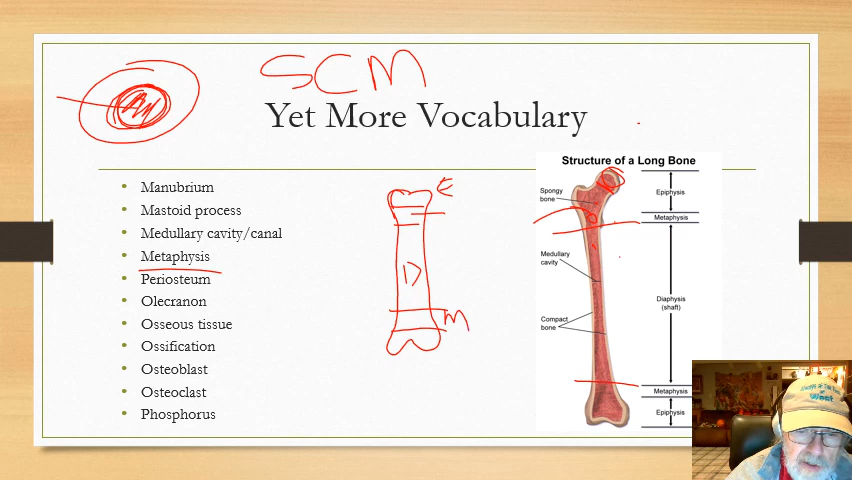 SCM
Yet More Vocabulary
Manubrium
Mastoid process
Medullary cavity/canal
Metaphysis
Periosteum
Olecranon
Osseous tissue
Ossification
Osteoblast
Osteoclast
Phosphorus
E
D
M
Structure of a Long Bone
Spongy
bone
Epiphysis
Metaphysis
Medullary
cavity
Diaphysis
(shaft)
Compact
bone
Metaphysis
Epiphysis
West